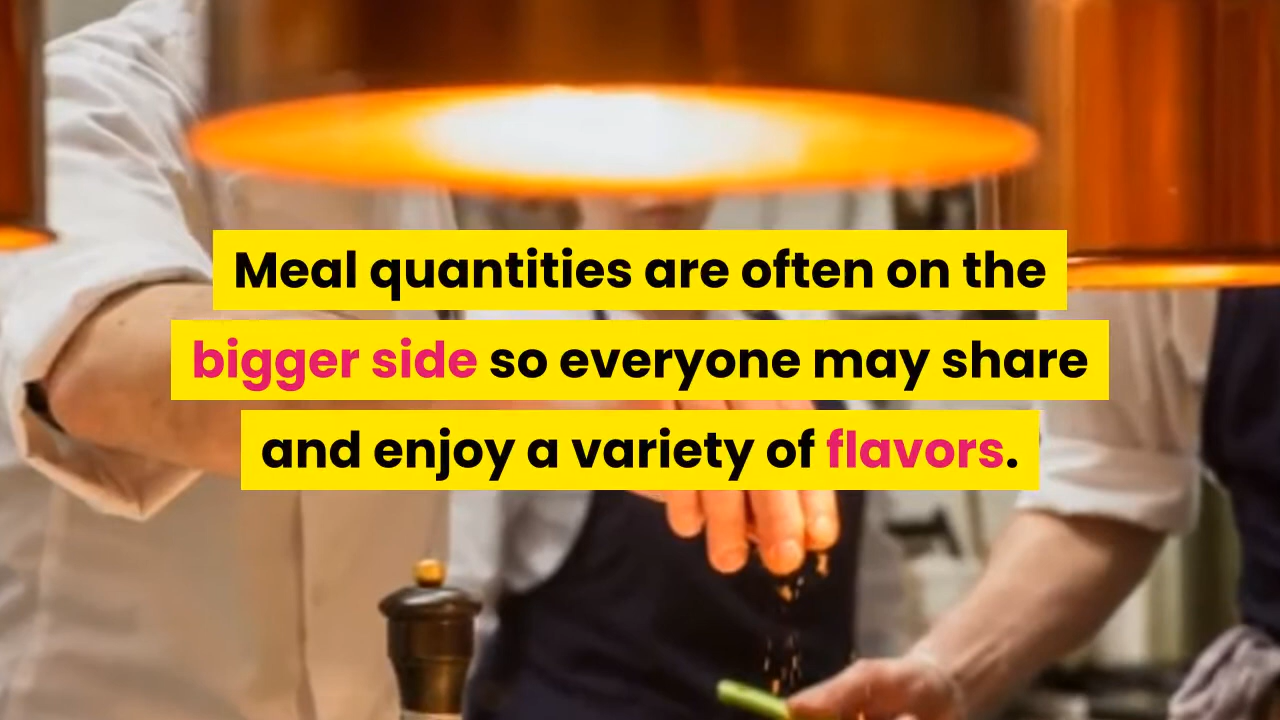 Meal quantities are often on the
bigger side so everyone may share
and enjoy a variety of flavors.